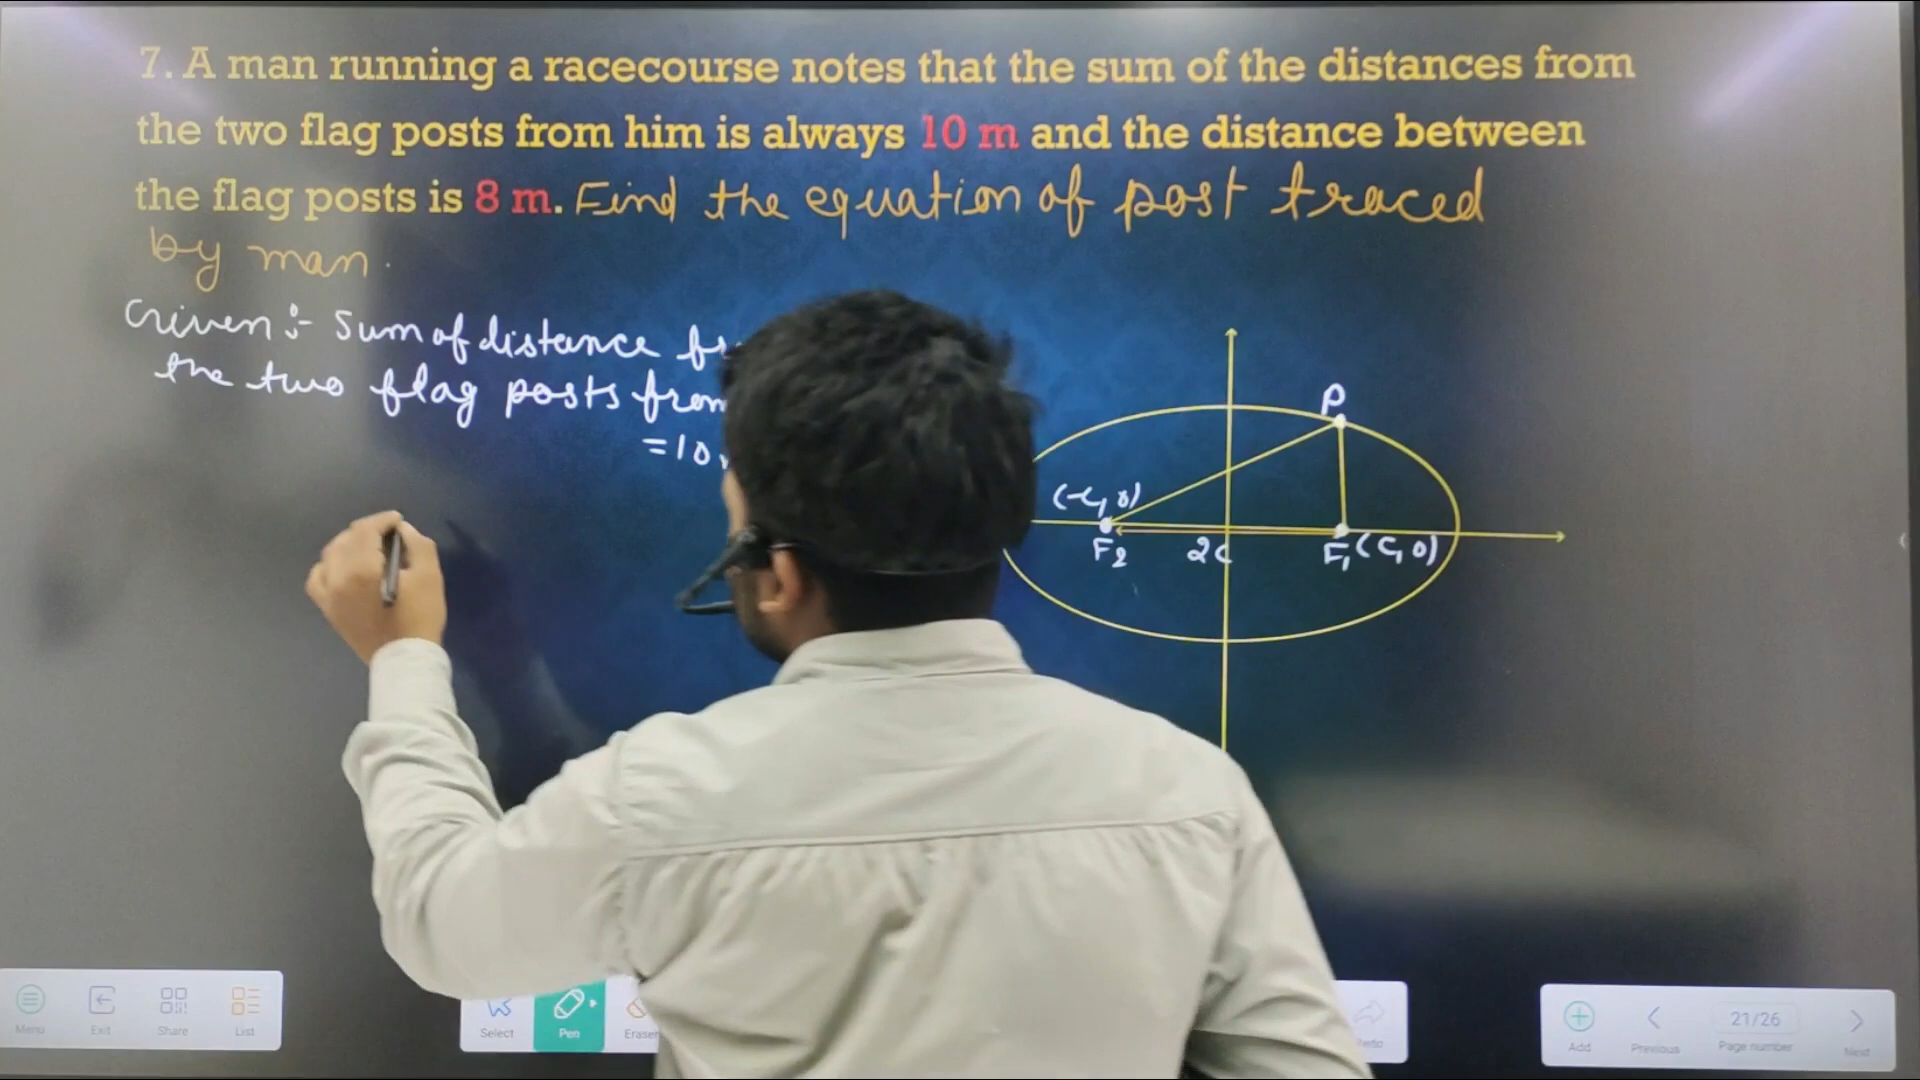 7. A man running a racecourse notes that the sum of the distances from
the two flag posts from him is always 10 m and the distance between
the flag posts is 8 m. Find the equation of post traced
by man.
Given :- Sum of distance
the two flag posts from
=10
P
(-c, 0)
F2
2c
F1 (c, 0)
Menu
Exit
Share
List
Select
Pen
Eraser
Add
Previous
21/26
Page number
Next